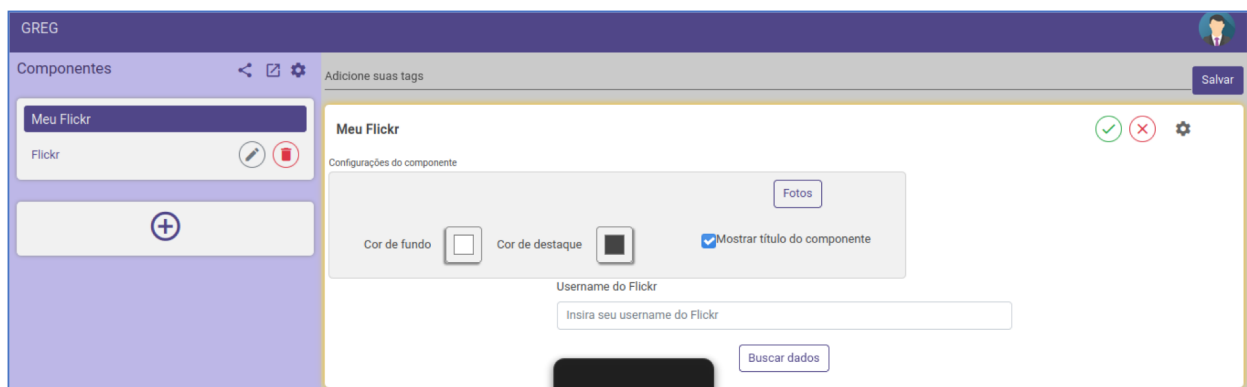 GREG
Componentes
Adicione suas tags
Salvar
Meu Flickr
Flickr
Meu Flickr
Configurações do componente
Fotos
Cor de fundo
Cor de destaque
Mostrar título do componente
Username do Flickr
Insira seu username do Flickr
Buscar dados